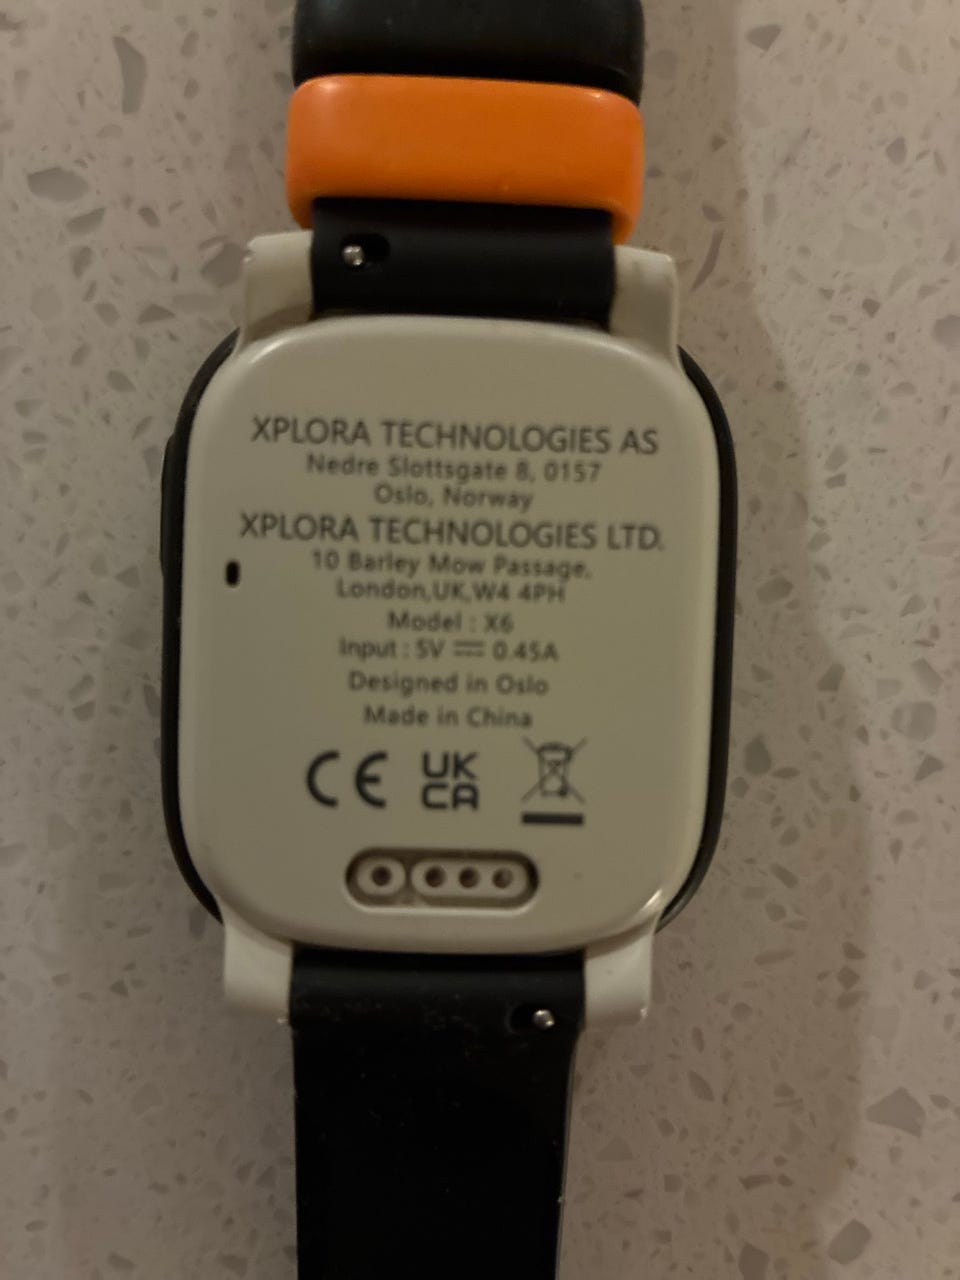 XPLORA TECHNOLOGIES AS
Nedre Slottsgate 8, 0157
Oslo, Norway
XPLORA TECHNOLOGIES LTD.
10 Barley Mow Passage,
London,UK,W4 4PH
Model : X6
Input : 5V ⎓ 0.45A
Designed in Oslo
Made in China
CE UK CA